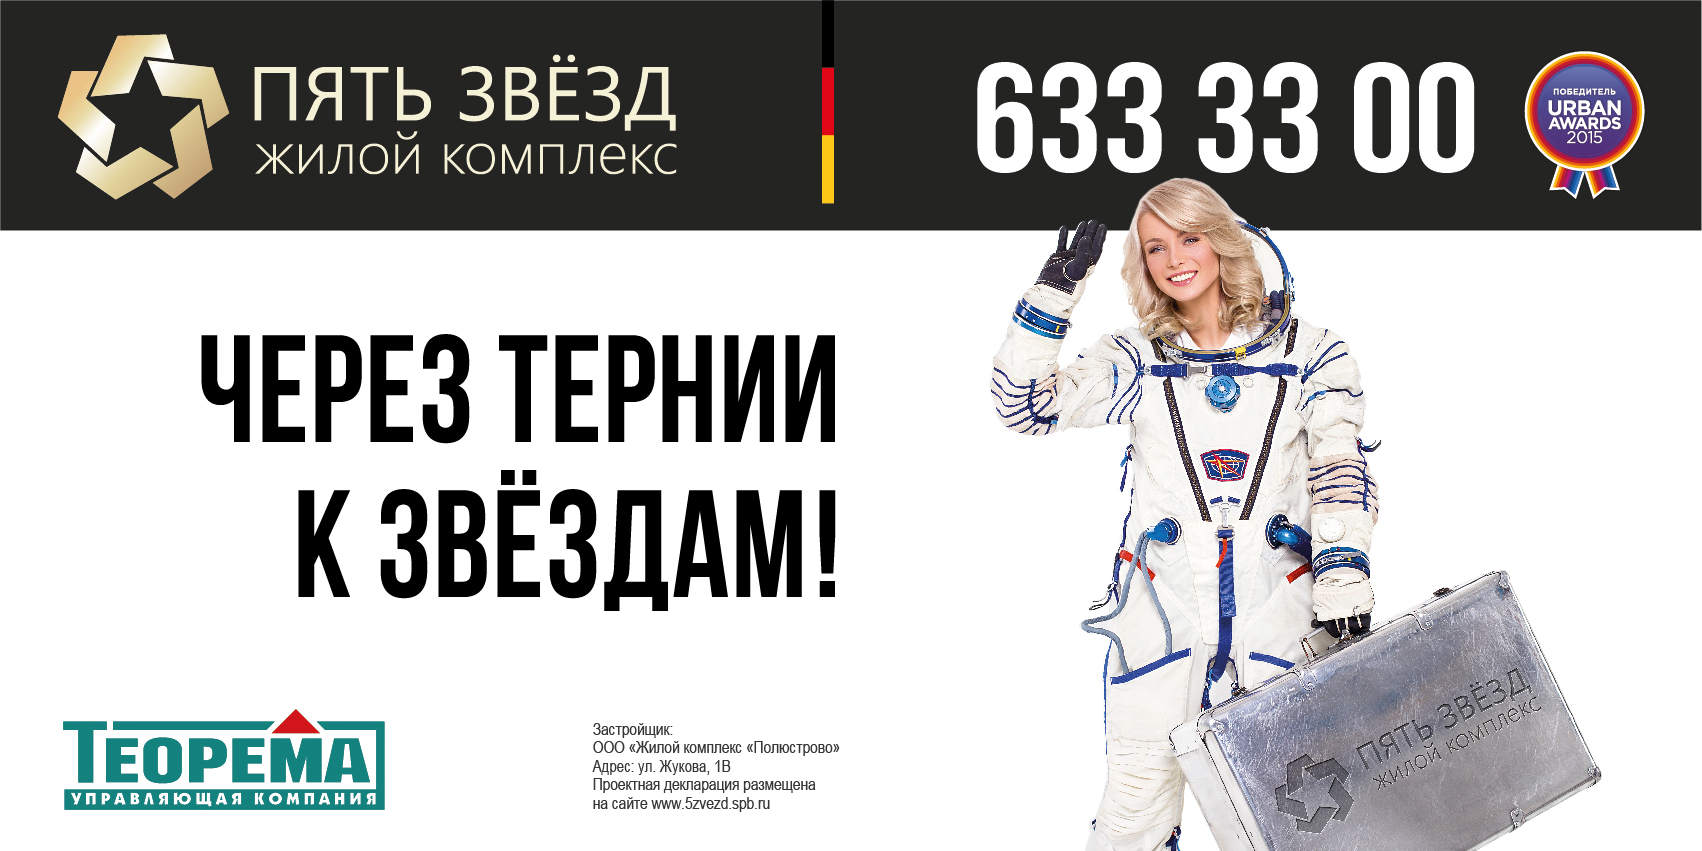 ПЯТЬ ЗВЁЗД
ЖИЛОЙ КОМПЛЕКС
633 33 00
ПОБЕДИТЕЛЬ
URBAN
AWARDS
2015
ЧЕРЕЗ ТЕРНИИ
К ЗВЁЗДАМ!
ТЕОРЕМА
УПРАВЛЯЮЩАЯ КОМПАНИЯ
Застройщик:
ООО «Жилой комплекс «Полюстрово»
Адрес: ул. Жукова, 1В
Проектная декларация размещена
на сайте www.5zvezd.spb.ru
ПЯТЬ ЗВЁЗД
ЖИЛОЙ КОМПЛЕКС